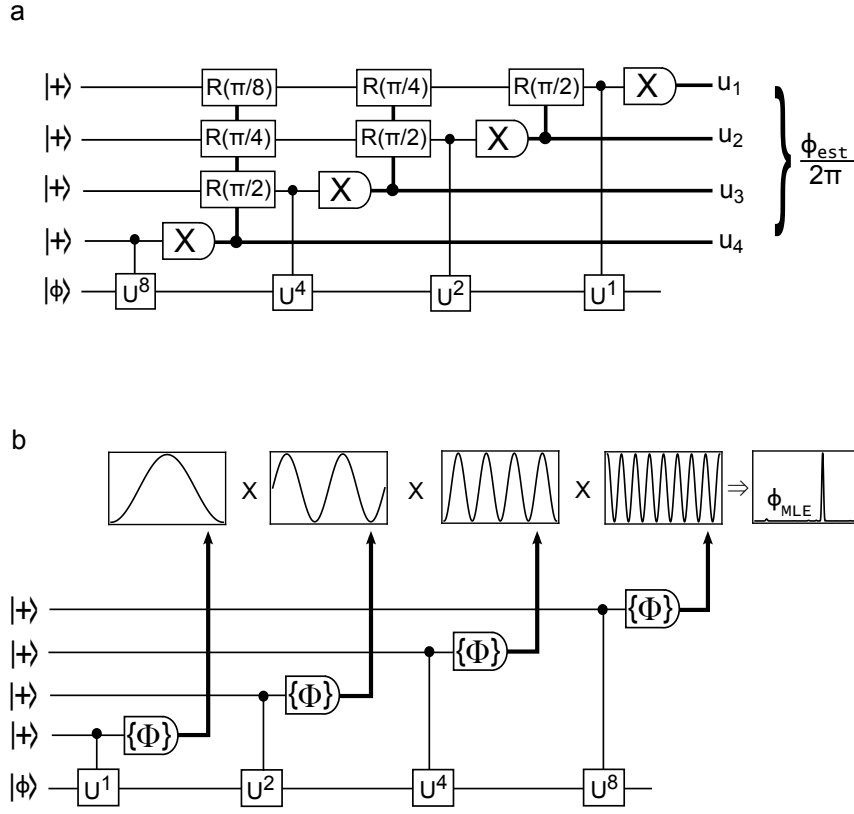 a
|+⟩ R(π/8) R(π/4) R(π/2) X u₁
|+⟩ R(π/4) R(π/2) X u₂
|+⟩ R(π/2) X u₃
|+⟩ X u₄
|ϕ⟩ U⁸ U⁴ U² U¹
ϕest
2π
b
X X X ⇒ ϕMLE
|+⟩ {Φ}
|+⟩ {Φ}
|+⟩ {Φ}
|+⟩ {Φ}
|ϕ⟩ U¹ U² U⁴ U⁸